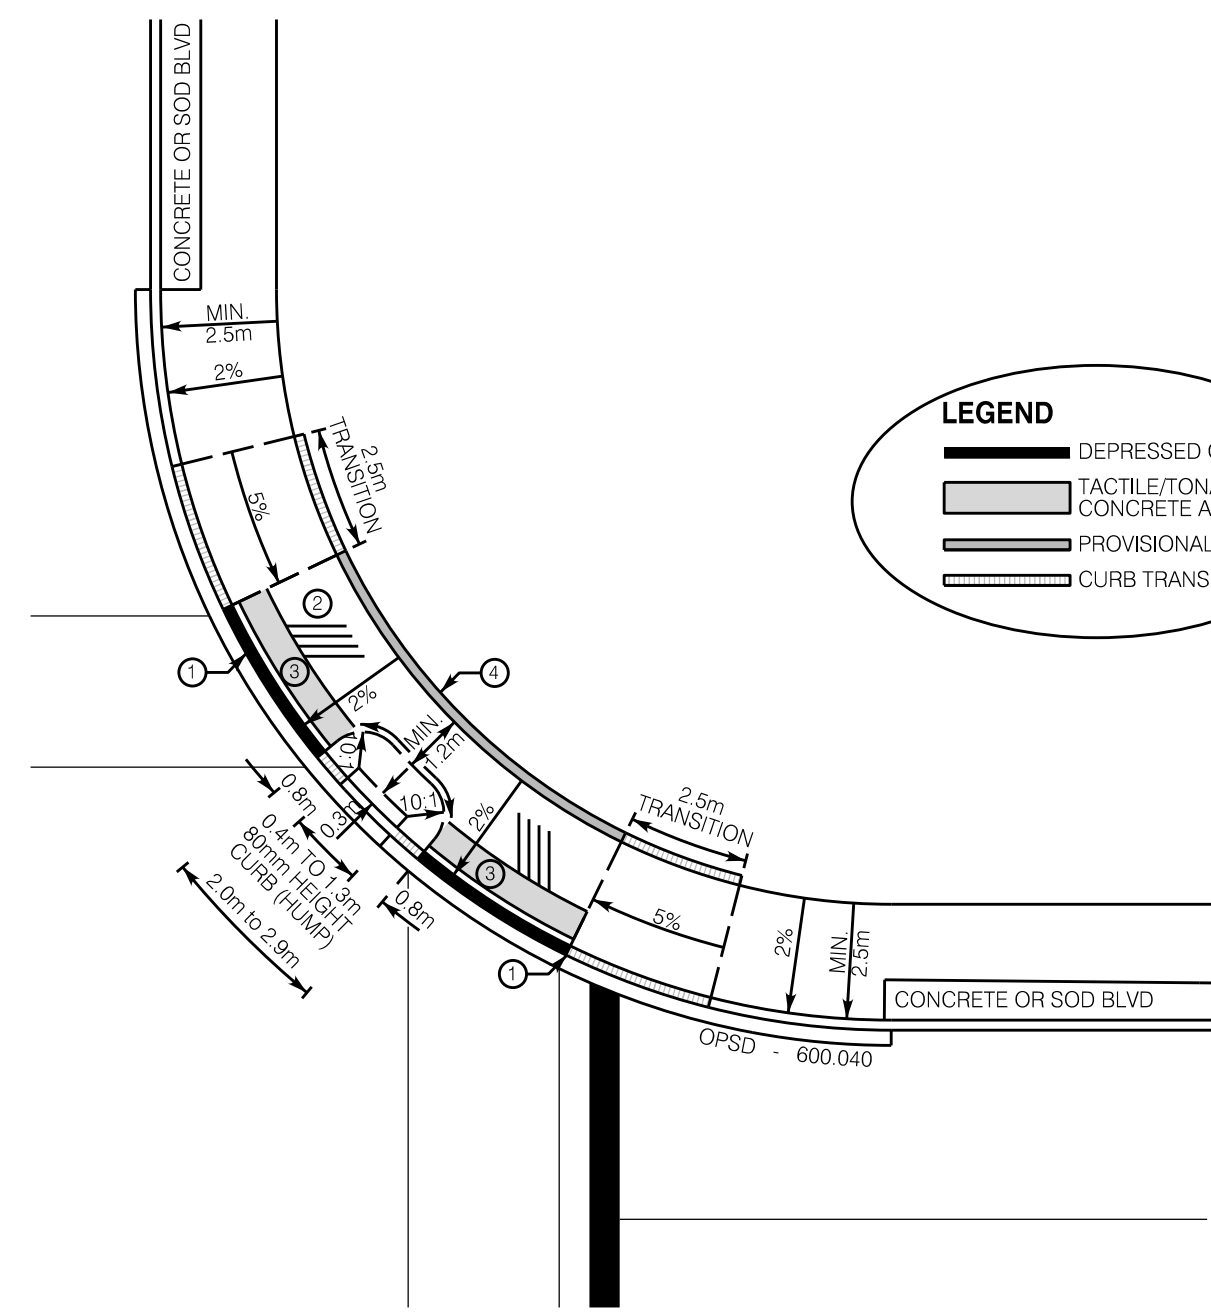 CONCRETE OR SOD BLVD
MIN.
2.5m
2%
2.5m
TRANSITION
5%
LEGEND
DEPRESSED
TACTILE/TON
CONCRETE A
PROVISIONAL
CURB TRANS
2
1
3
4
2%
MIN.
1.2m
10:1
10:1
2%
0.8m
0.3m
0.4m TO 1.3m
80mm HEIGHT
CURB (HUMP)
2.0m to 2.9m
0.8m
3
1
2.5m
TRANSITION
5%
2%
MIN.
2.5m
CONCRETE OR SOD BLVD
OPSD - 600.040